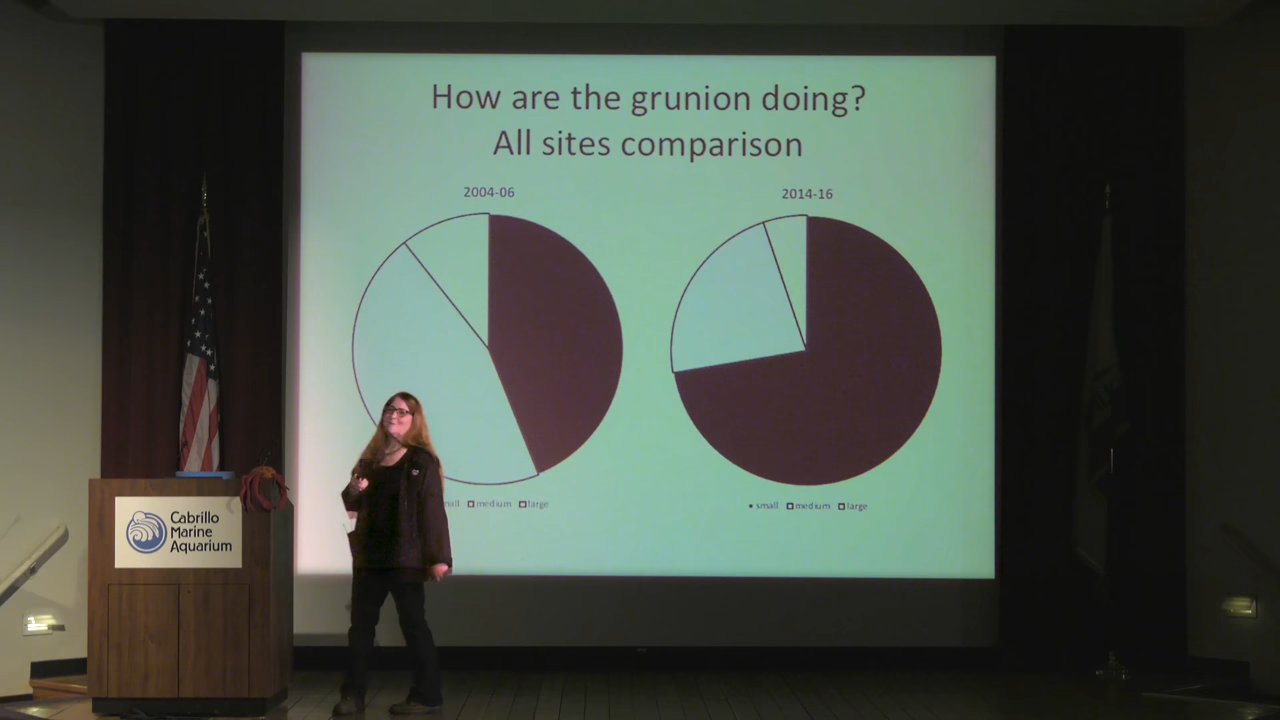 How are the grunion doing?
All sites comparison
2004-06
2014-16
medium large
small medium large
Cabrillo
Marine
Aquarium